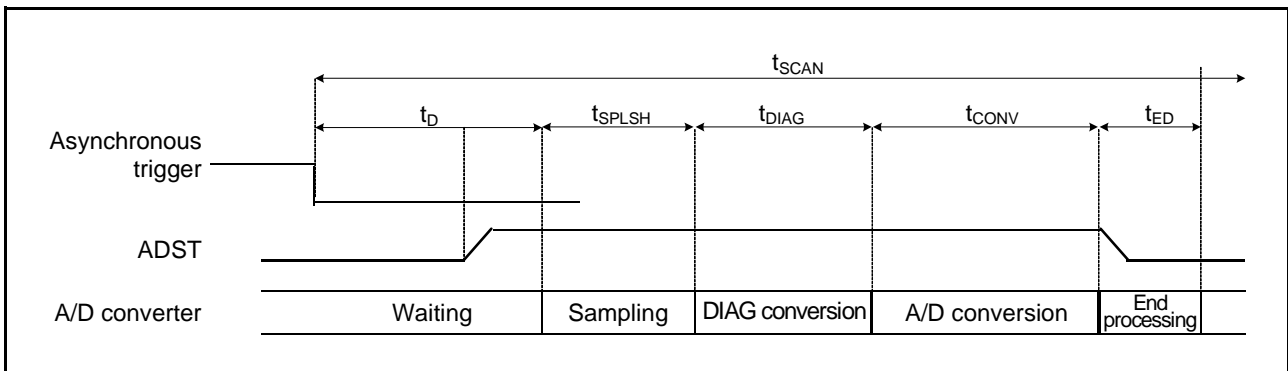 tSCAN
tD tSPLSH tDIAG tCONV tED
Asynchronous
trigger
ADST
A/D converter Waiting Sampling DIAG conversion A/D conversion End
processing